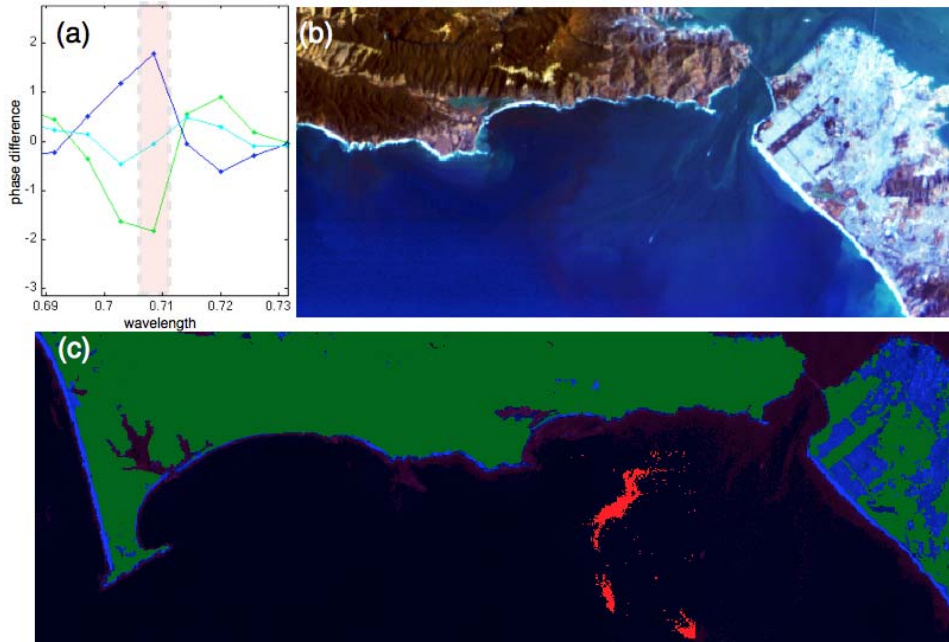 (a)
2
1
0
-1
-2
-3
phase difference
0.69 0.7 0.71 0.72 0.73
wavelength
(b)
(c)